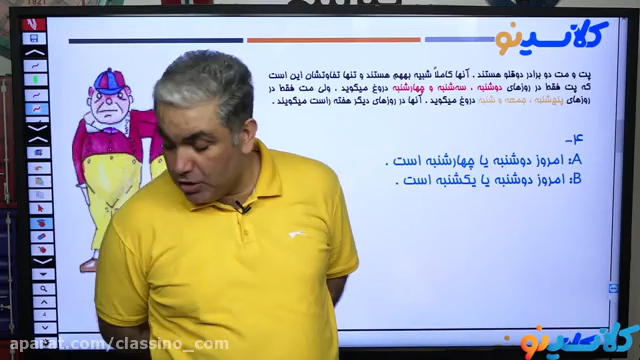 کلاسینو
پت و مت دو برادر دوقلو هستند . آنها کاملاً شبیه بههم هستند و تنها تفاوتشان این است
که پت فقط در روزهای دوشنبه ، سه‌شنبه و چهارشنبه دروغ میگوید . ولی مت فقط در
روزهای پنج‌شنبه ، جمعه و شنبه دروغ میگوید . آنها در روزهای دیگر هفته راست میگویند .
۴-
A: امروز دوشنبه یا چهارشنبه است .
B: امروز دوشنبه یا یکشنبه است .
aparat.com/classino_com
کلاسینو